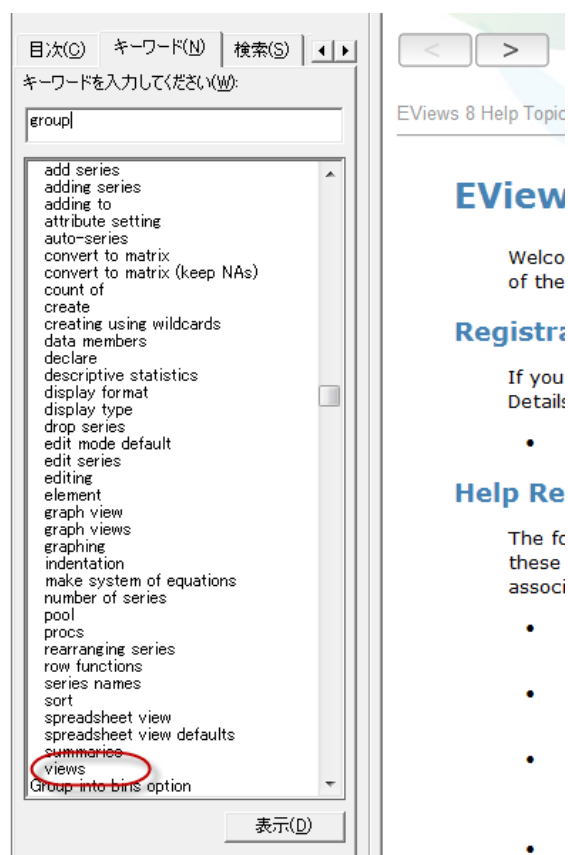 目次(C) キーワード(N) 検索(S)
キーワードを入力してください(W):
group
add series
adding series
adding to
attribute setting
auto-series
convert to matrix
convert to matrix (keep NAs)
count of
create
creating using wildcards
data members
declare
descriptive statistics
display format
display type
drop series
edit mode default
edit series
editing
element
graph view
graph views
graphing
indentation
make system of equations
number of series
pool
procs
rearranging series
row functions
series names
sort
spreadsheet view
spreadsheet view defaults
summaries
views
Group into bins option
表示(D)
< >
EViews 8 Help Topic
EView
Welco
of the
Registra
If you
Details
•
Help Re
The fo
these
associ
•
•
•
•